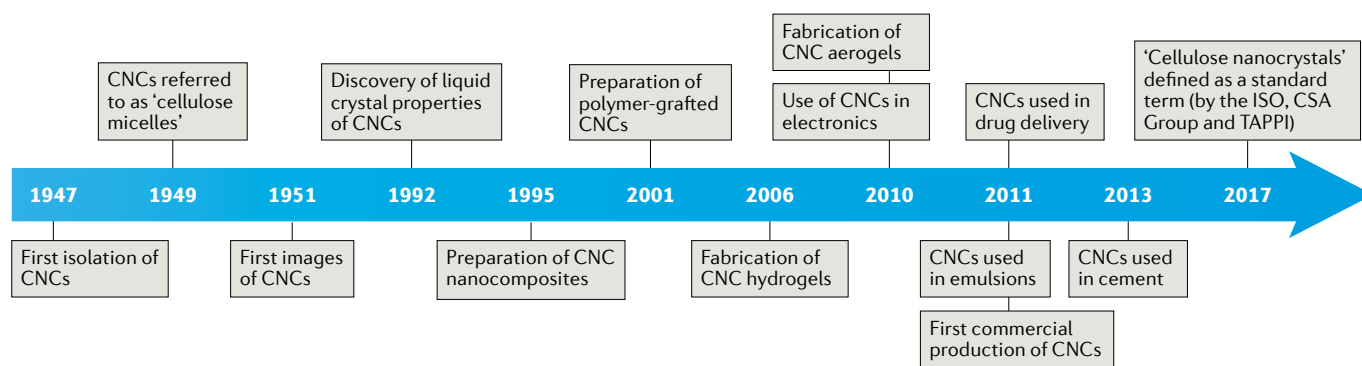 Fabrication of
CNC aerogels
CNCs referred
to as ‘cellulose
micelles’
Discovery of liquid
crystal properties
of CNCs
Preparation of
polymer-grafted
CNCs
Use of CNCs in
electronics
CNCs used in
drug delivery
‘Cellulose nanocrystals’
defined as a standard
term (by the ISO, CSA
Group and TAPPI)
1947 1949 1951 1992 1995 2001 2006 2010 2011 2013 2017
First isolation of
CNCs
First images
of CNCs
Preparation of CNC
nanocomposites
Fabrication of
CNC hydrogels
CNCs used
in emulsions
CNCs used
in cement
First commercial
production of CNCs